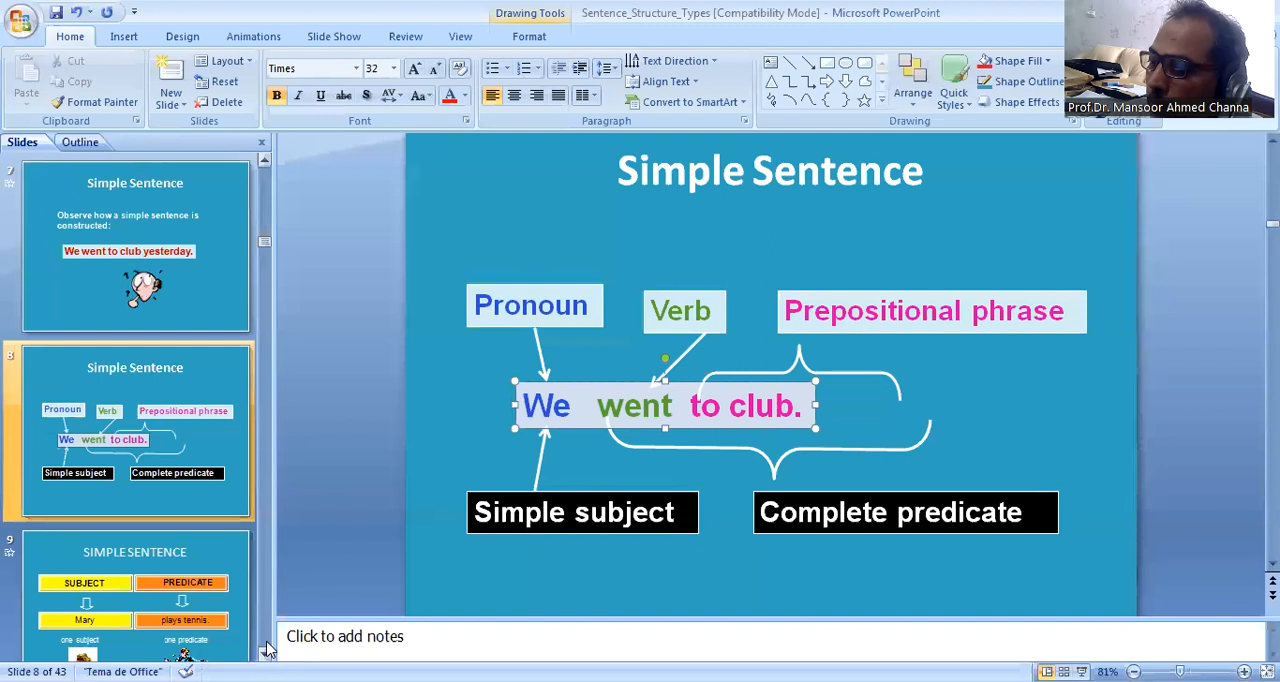 Drawing Tools
Sentence_Structure_Types [Compatibility Mode] - Microsoft PowerPoint
Home Insert Design Animations Slide Show Review View Format
Paste
Cut
Copy
Format Painter
Clipboard
New Slide
Layout
Reset
Delete
Slides
Times 32
B I U abe S AV Aa A
Font
Text Direction
Align Text
Convert to SmartArt
Paragraph
Arrange
Quick Styles
Shape Fill
Shape Outline
Shape Effects
Drawing
Editing
Prof.Dr. Mansoor Ahmed Channa
Slides Outline
7
Simple Sentence
Observe how a simple sentence is
constructed:
We went to club yesterday.
8
Simple Sentence
Pronoun Verb Prepositional phrase
We went to club.
Simple subject Complete predicate
9
SIMPLE SENTENCE
SUBJECT PREDICATE
Mary plays tennis.
one subject one predicate
Simple Sentence
Pronoun Verb Prepositional phrase
We went to club.
Simple subject Complete predicate
Click to add notes
Slide 8 of 43 "Tema de Office" 81%